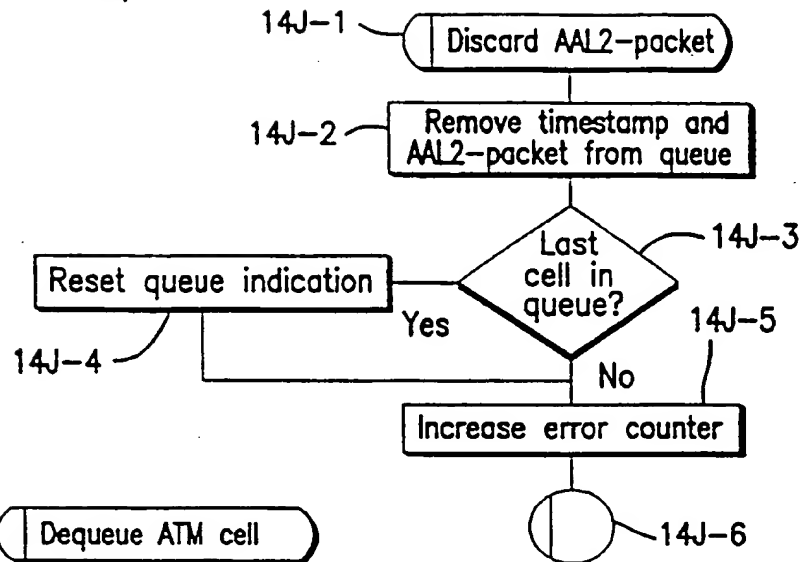 14J-1
Discard AAL2-packet
14J-2
Remove timestamp and
AAL2-packet from queue
Last
cell in
queue?
14J-3
Reset queue indication
Yes
14J-4
14J-5
No
Increase error counter
Dequeue ATM cell
14J-6